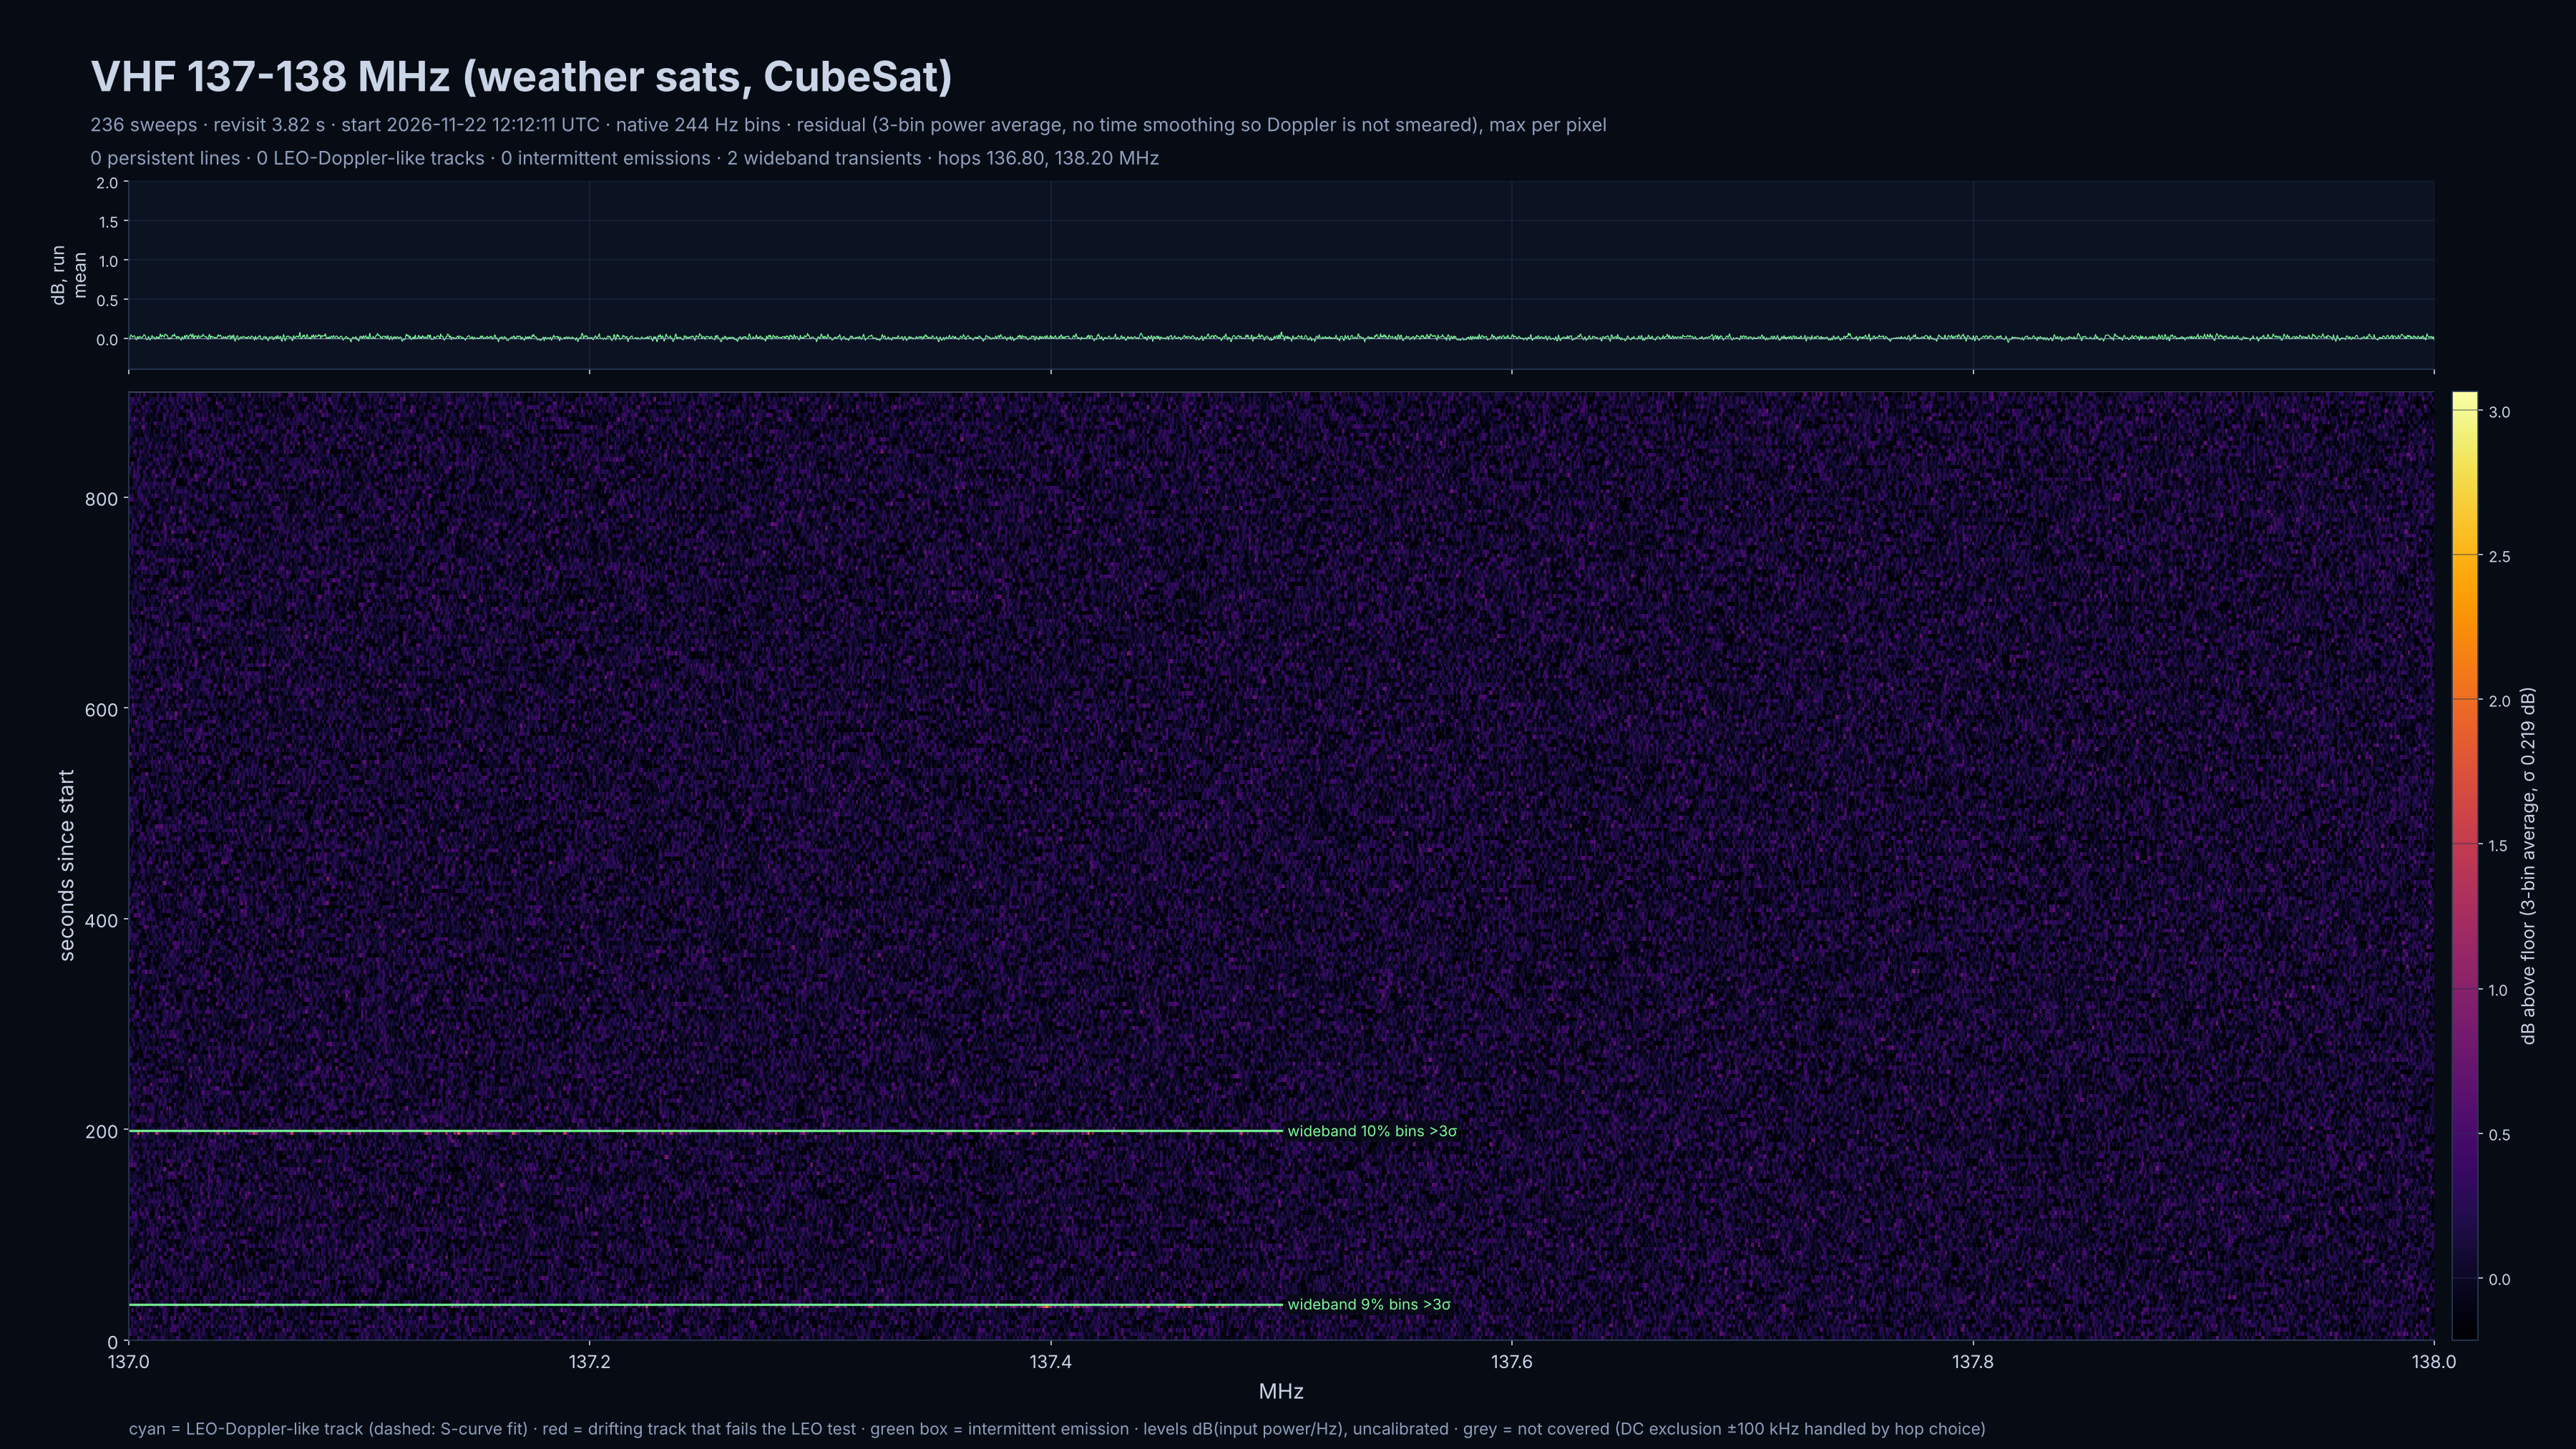 VHF 137-138 MHz (weather sats, CubeSat)
236 sweeps · revisit 3.82 s · start 2026-11-22 12:12:11 UTC · native 244 Hz bins · residual (3-bin power average, no time smoothing so Doppler is not smeared), max per pixel
0 persistent lines · 0 LEO-Doppler-like tracks · 0 intermittent emissions · 2 wideband transients · hops 136.80, 138.20 MHz
dB, run
mean
2.0
1.5
1.0
0.5
0.0
seconds since start
800
600
400
200
0
wideband 10% bins >3σ
wideband 9% bins >3σ
137.0
137.2
137.4
137.6
137.8
138.0
MHz
3.0
2.5
2.0
1.5
1.0
0.5
0.0
dB above floor (3-bin average, σ 0.219 dB)
cyan = LEO-Doppler-like track (dashed: S-curve fit) · red = drifting track that fails the LEO test · green box = intermittent emission · levels dB(input power/Hz), uncalibrated · grey = not covered (DC exclusion ±100 kHz handled by hop choice)